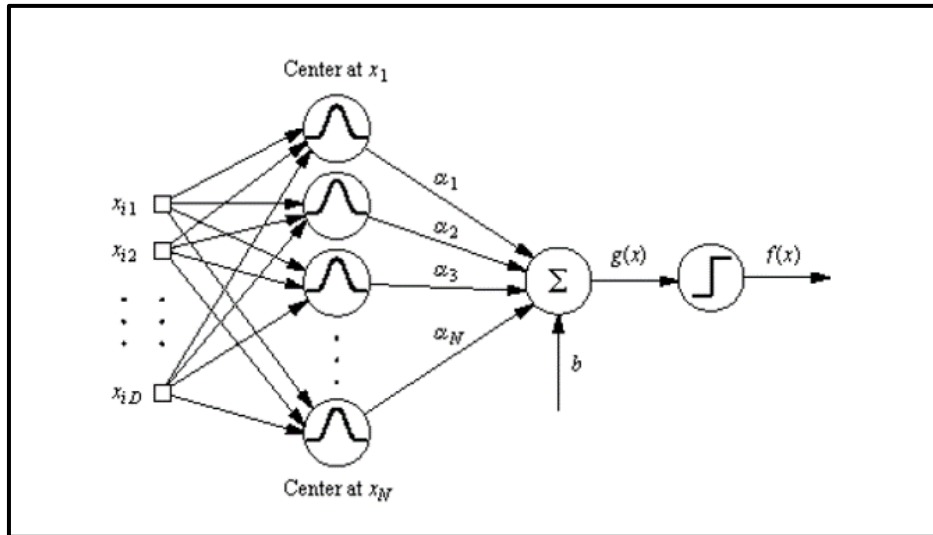 Center at x1
xi1
xi2
xiD
α1
α2
α3
αN
Σ
b
g(x)
f(x)
Center at xN